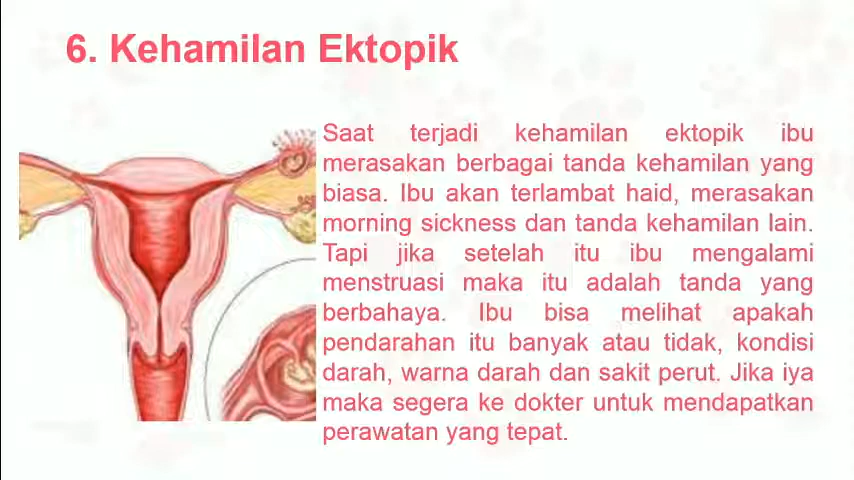 6. Kehamilan Ektopik
Saat terjadi kehamilan ektopik ibu
merasakan berbagai tanda kehamilan yang
biasa. Ibu akan terlambat haid, merasakan
morning sickness dan tanda kehamilan lain.
Tapi jika setelah itu ibu mengalami
menstruasi maka itu adalah tanda yang
berbahaya. Ibu bisa melihat apakah
pendarahan itu banyak atau tidak, kondisi
darah, warna darah dan sakit perut. Jika iya
maka segera ke dokter untuk mendapatkan
perawatan yang tepat.